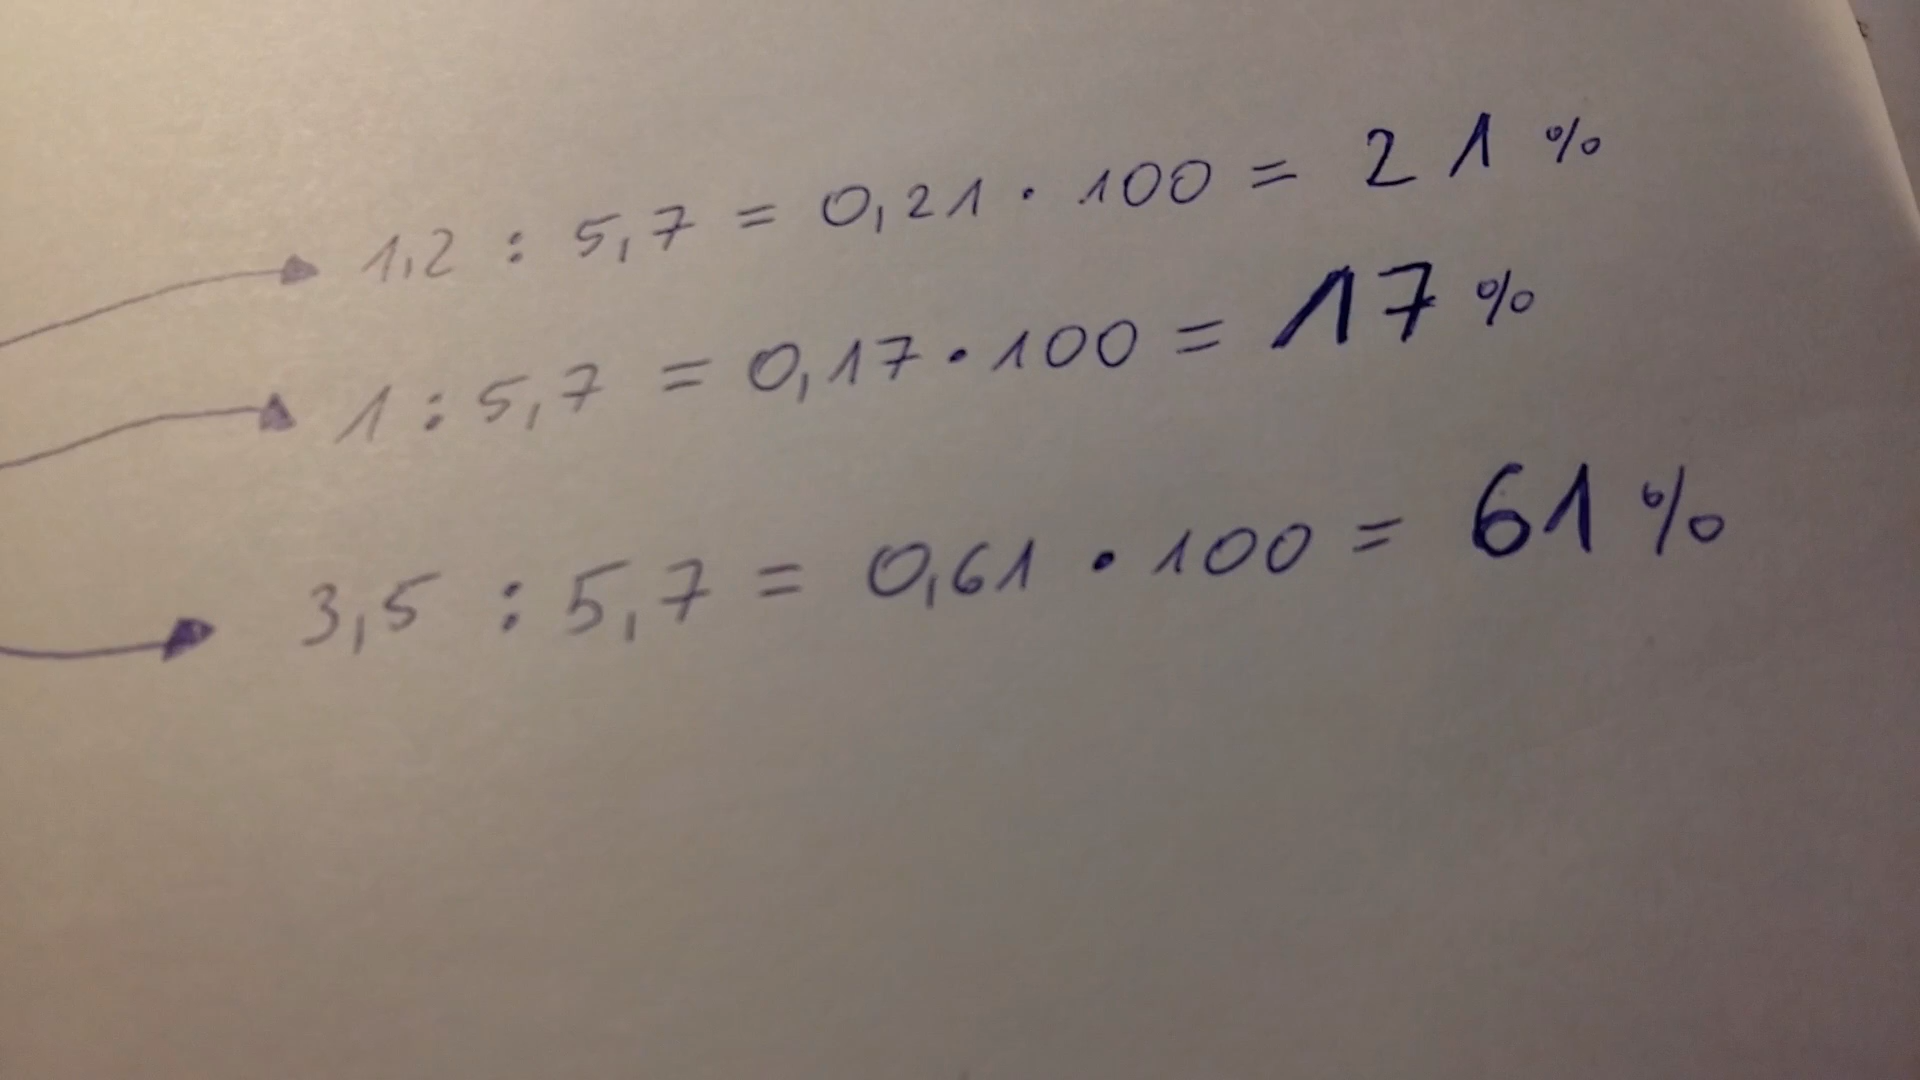 1,2 : 5,7 = 0,21 · 100 = 21 %
1 : 5,7 = 0,17 · 100 = 17 %
3,5 : 5,7 = 0,61 · 100 = 61 %